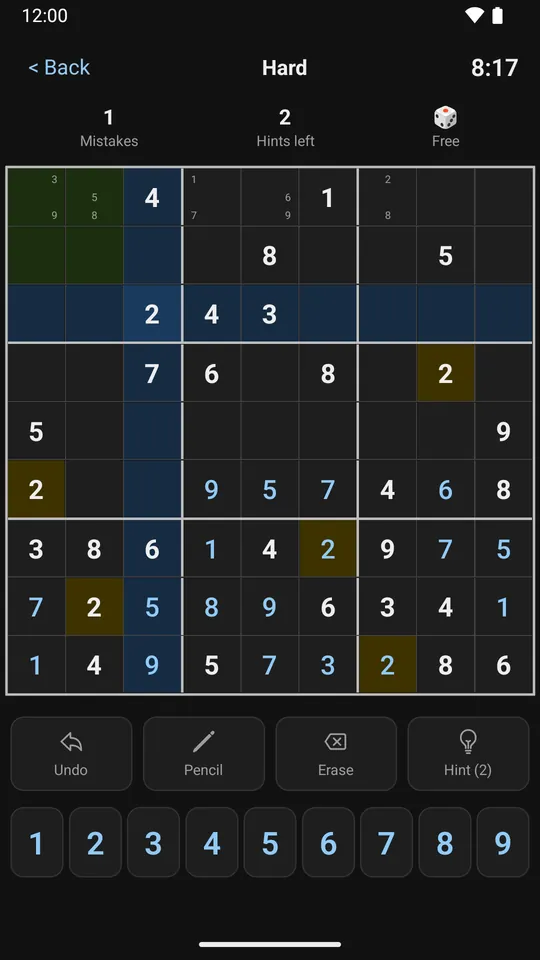 12:00
< Back Hard 8:17
1 2
Mistakes Hints left Free
3 1 2
5 4 6 1
9 8 7 9 8
8 5
2 4 3
7 6 8 2
5 9
2 9 5 7 4 6 8
3 8 6 1 4 2 9 7 5
7 2 5 8 9 6 3 4 1
1 4 9 5 7 3 2 8 6
Undo Pencil Erase Hint (2)
1 2 3 4 5 6 7 8 9